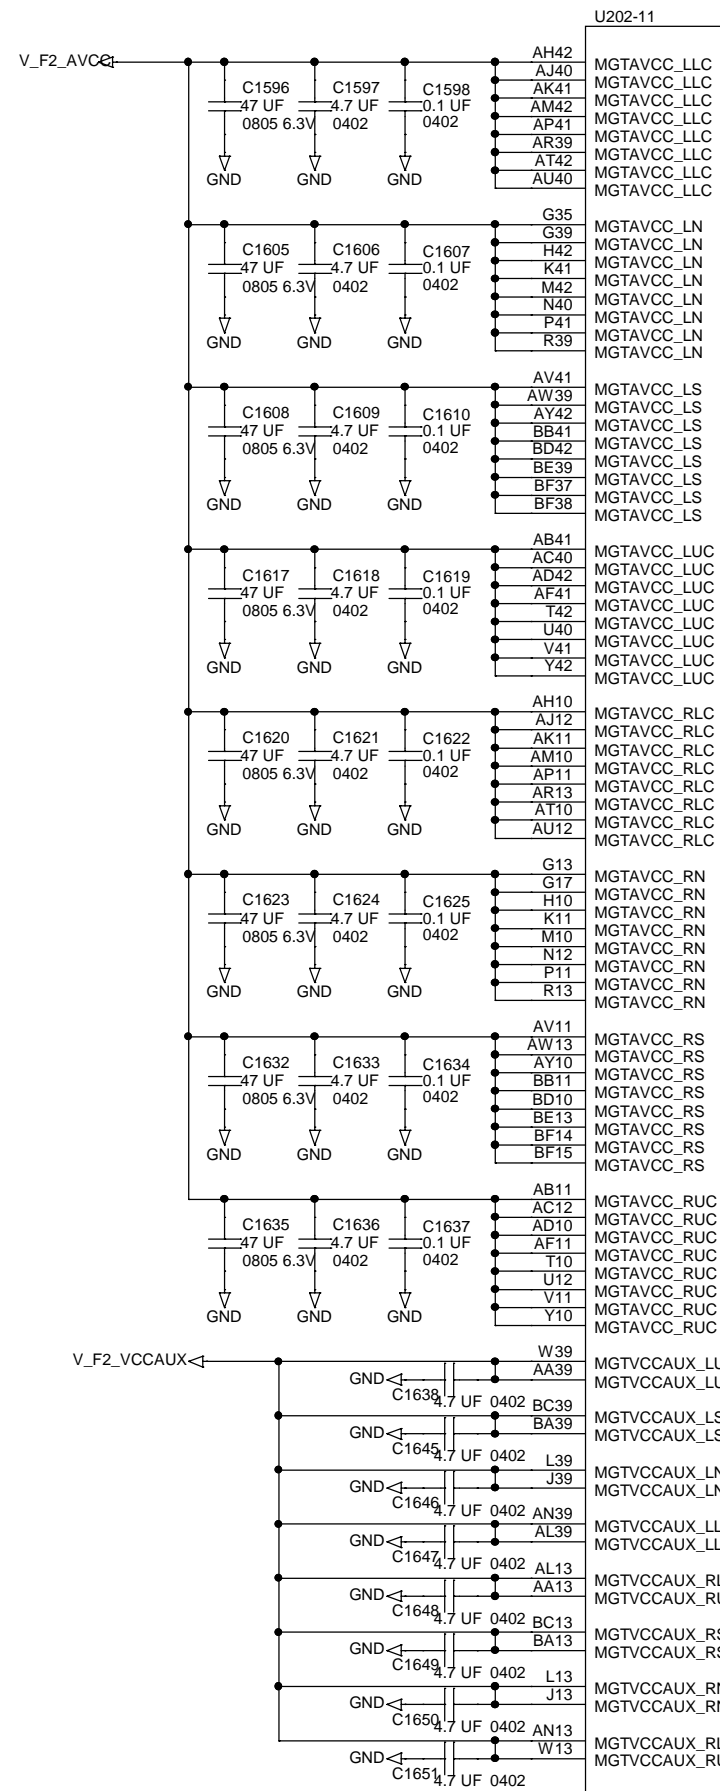 U202-11
V_F2_AVCC
AH42 MGTAVCC_LLC
AJ40 MGTAVCC_LLC
AK41 MGTAVCC_LLC
AM42 MGTAVCC_LLC
AP41 MGTAVCC_LLC
AR39 MGTAVCC_LLC
AT42 MGTAVCC_LLC
AU40 MGTAVCC_LLC
C1596 C1597 C1598
47 UF 4.7 UF 0.1 UF
0805 6.3V 0402 0402
GND GND GND
G35 MGTAVCC_LN
G39 MGTAVCC_LN
H42 MGTAVCC_LN
K41 MGTAVCC_LN
M42 MGTAVCC_LN
N40 MGTAVCC_LN
P41 MGTAVCC_LN
R39 MGTAVCC_LN
C1605 C1606 C1607
47 UF 4.7 UF 0.1 UF
0805 6.3V 0402 0402
GND GND GND
AV41 MGTAVCC_LS
AW39 MGTAVCC_LS
AY42 MGTAVCC_LS
BB41 MGTAVCC_LS
BD42 MGTAVCC_LS
BE39 MGTAVCC_LS
BF37 MGTAVCC_LS
BF38 MGTAVCC_LS
C1608 C1609 C1610
47 UF 4.7 UF 0.1 UF
0805 6.3V 0402 0402
GND GND GND
AB41 MGTAVCC_LUC
AC40 MGTAVCC_LUC
AD42 MGTAVCC_LUC
AF41 MGTAVCC_LUC
T42 MGTAVCC_LUC
U40 MGTAVCC_LUC
V41 MGTAVCC_LUC
Y42 MGTAVCC_LUC
C1617 C1618 C1619
47 UF 4.7 UF 0.1 UF
0805 6.3V 0402 0402
GND GND GND
AH10 MGTAVCC_RLC
AJ12 MGTAVCC_RLC
AK11 MGTAVCC_RLC
AM10 MGTAVCC_RLC
AP11 MGTAVCC_RLC
AR13 MGTAVCC_RLC
AT10 MGTAVCC_RLC
AU12 MGTAVCC_RLC
C1620 C1621 C1622
47 UF 4.7 UF 0.1 UF
0805 6.3V 0402 0402
GND GND GND
G13 MGTAVCC_RN
G17 MGTAVCC_RN
H10 MGTAVCC_RN
K11 MGTAVCC_RN
M10 MGTAVCC_RN
N12 MGTAVCC_RN
P11 MGTAVCC_RN
R13 MGTAVCC_RN
C1623 C1624 C1625
47 UF 4.7 UF 0.1 UF
0805 6.3V 0402 0402
GND GND GND
AV11 MGTAVCC_RS
AW13 MGTAVCC_RS
AY10 MGTAVCC_RS
BB11 MGTAVCC_RS
BD10 MGTAVCC_RS
BE13 MGTAVCC_RS
BF14 MGTAVCC_RS
BF15 MGTAVCC_RS
C1632 C1633 C1634
47 UF 4.7 UF 0.1 UF
0805 6.3V 0402 0402
GND GND GND
AB11 MGTAVCC_RUC
AC12 MGTAVCC_RUC
AD10 MGTAVCC_RUC
AF11 MGTAVCC_RUC
T10 MGTAVCC_RUC
U12 MGTAVCC_RUC
V11 MGTAVCC_RUC
Y10 MGTAVCC_RUC
C1635 C1636 C1637
47 UF 4.7 UF 0.1 UF
0805 6.3V 0402 0402
GND GND GND
V_F2_VCCAUX
W39 MGTVCCAUX_LU
AA39 MGTVCCAUX_LU
GND C1638 4.7 UF 0402
BC39 MGTVCCAUX_LS
BA39 MGTVCCAUX_LS
GND C1645 4.7 UF 0402
L39 MGTVCCAUX_LN
J39 MGTVCCAUX_LN
GND C1646 4.7 UF 0402
AN39 MGTVCCAUX_LL
AL39 MGTVCCAUX_LL
GND C1647 4.7 UF 0402
AL13 MGTVCCAUX_RL
AA13 MGTVCCAUX_RU
GND C1648 4.7 UF 0402
BC13 MGTVCCAUX_RS
BA13 MGTVCCAUX_RS
GND C1649 4.7 UF 0402
L13 MGTVCCAUX_RN
J13 MGTVCCAUX_RN
GND C1650 4.7 UF 0402
AN13 MGTVCCAUX_RL
W13 MGTVCCAUX_RU
GND C1651 4.7 UF 0402